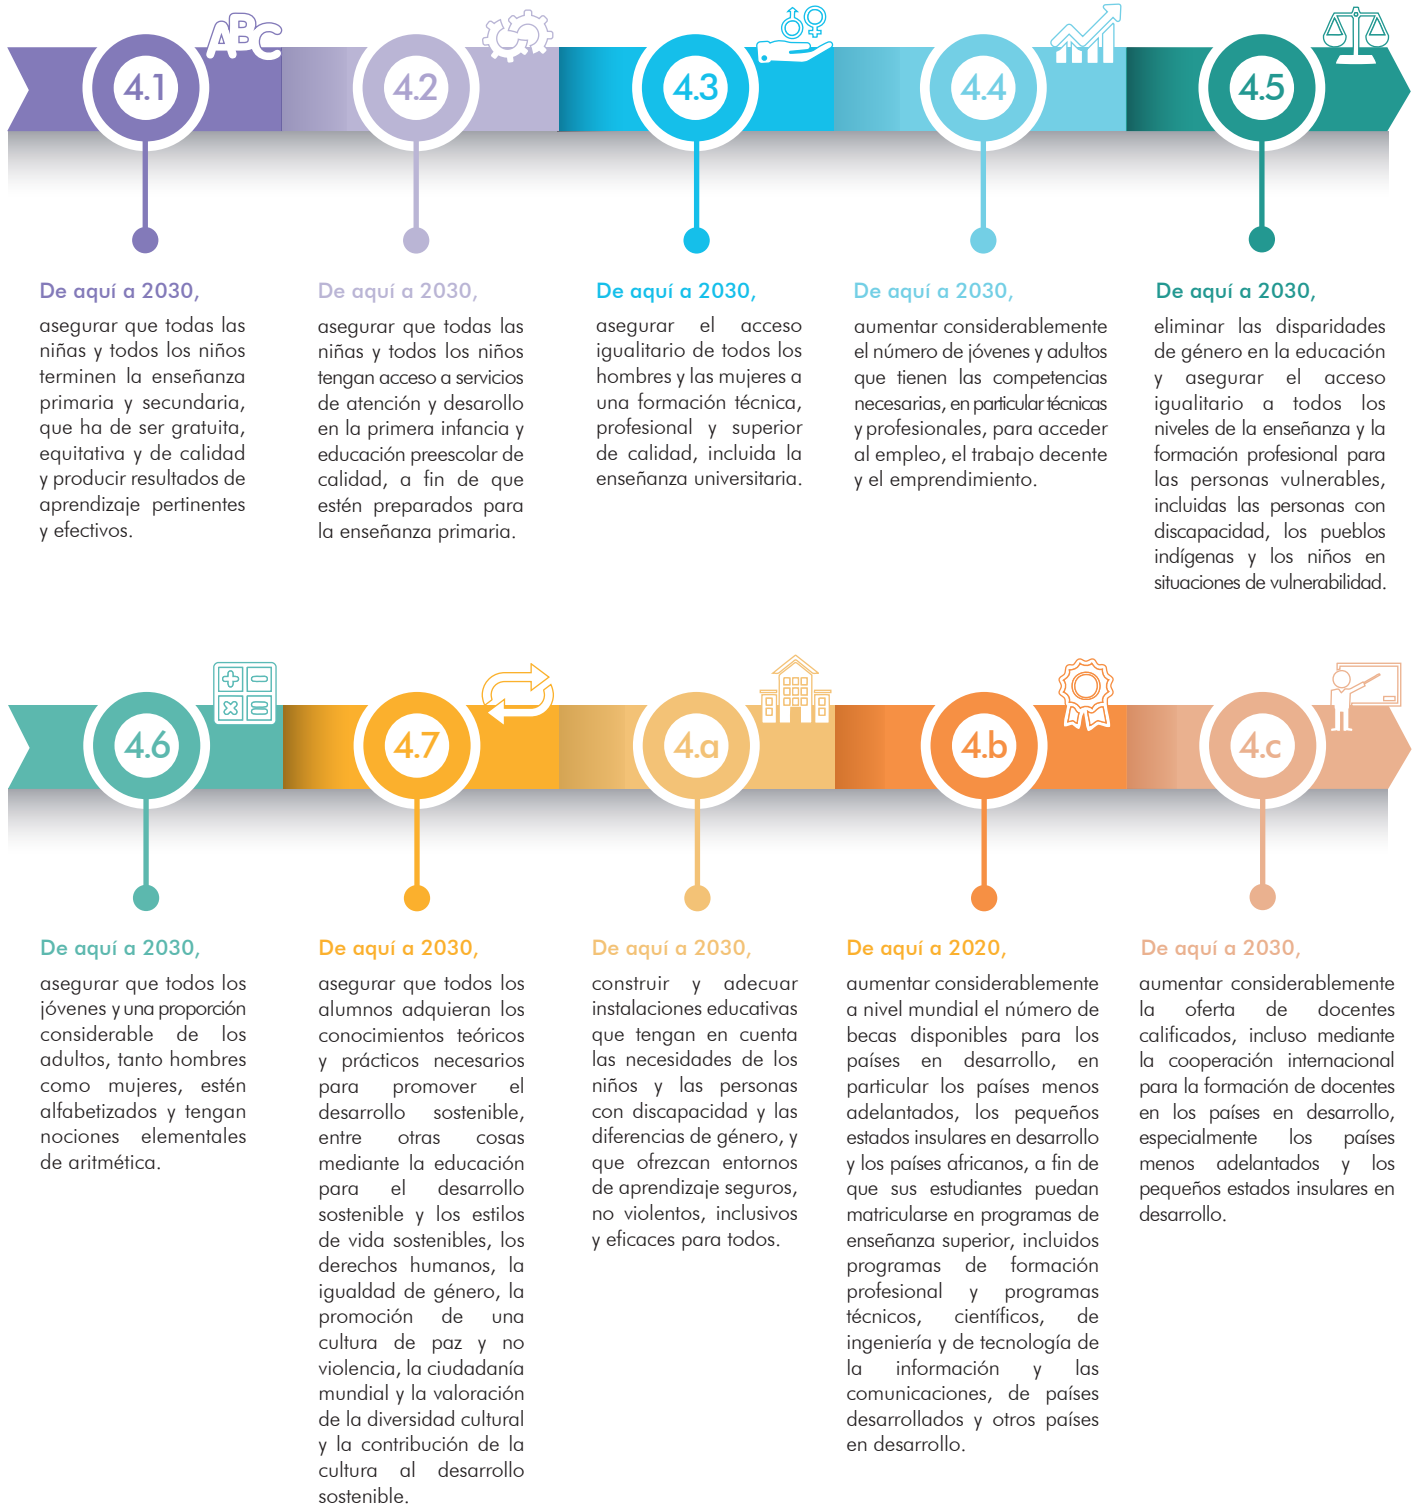 ABC
4.1
4.2
4.3
4.4
4.5
De aquí a 2030,
asegurar que todas las
niñas y todos los niños
terminen la enseñanza
primaria y secundaria,
que ha de ser gratuita,
equitativa y de calidad
y producir resultados de
aprendizaje pertinentes
y efectivos.
De aquí a 2030,
asegurar que todas las
niñas y todos los niños
tengan acceso a servicios
de atención y desarollo
en la primera infancia y
educación preescolar de
calidad, a fin de que
estén preparados para
la enseñanza primaria.
De aquí a 2030,
asegurar el acceso
igualitario de todos los
hombres y las mujeres a
una formación técnica,
profesional y superior
de calidad, incluida la
enseñanza universitaria.
De aquí a 2030,
aumentar considerablemente
el número de jóvenes y adultos
que tienen las competencias
necesarias, en particular técnicas
y profesionales, para acceder
al empleo, el trabajo decente
y el emprendimiento.
De aquí a 2030,
eliminar las disparidades
de género en la educación
y asegurar el acceso
igualitario a todos los
niveles de la enseñanza y la
formación profesional para
las personas vulnerables,
incluidas las personas con
discapacidad, los pueblos
indígenas y los niños en
situaciones de vulnerabilidad.
4.6
4.7
4.a
4.b
4.c
De aquí a 2030,
asegurar que todos los
jóvenes y una proporción
considerable de los
adultos, tanto hombres
como mujeres, estén
alfabetizados y tengan
nociones elementales
de aritmética.
De aquí a 2030,
asegurar que todos los
alumnos adquieran los
conocimientos teóricos
y prácticos necesarios
para promover el
desarrollo sostenible,
entre otras cosas
mediante la educación
para el desarrollo
sostenible y los estilos
de vida sostenibles, los
derechos humanos, la
igualdad de género, la
promoción de una
cultura de paz y no
violencia, la ciudadanía
mundial y la valoración
de la diversidad cultural
y la contribución de la
cultura al desarrollo
sostenible.
De aquí a 2030,
construir y adecuar
instalaciones educativas
que tengan en cuenta
las necesidades de los
niños y las personas
con discapacidad y las
diferencias de género, y
que ofrezcan entornos
de aprendizaje seguros,
no violentos, inclusivos
y eficaces para todos.
De aquí a 2020,
aumentar considerablemente
a nivel mundial el número de
becas disponibles para los
países en desarrollo, en
particular los países menos
adelantados, los pequeños
estados insulares en desarrollo
y los países africanos, a fin de
que sus estudiantes puedan
matricularse en programas de
enseñanza superior, incluidos
programas de formación
profesional y programas
técnicos, científicos, de
ingeniería y de tecnología de
la información y las
comunicaciones, de países
desarrollados y otros países
en desarrollo.
De aquí a 2030,
aumentar considerablemente
la oferta de docentes
calificados, incluso mediante
la cooperación internacional
para la formación de docentes
en los países en desarrollo,
especialmente los países
menos adelantados y los
pequeños estados insulares en
desarrollo.